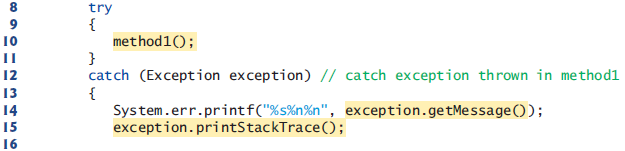 8 try
9 {
10 method1();
11 }
12 catch (Exception exception) // catch exception thrown in method1
13 {
14 System.err.printf("%s%n%n", exception.getMessage());
15 exception.printStackTrace();
16